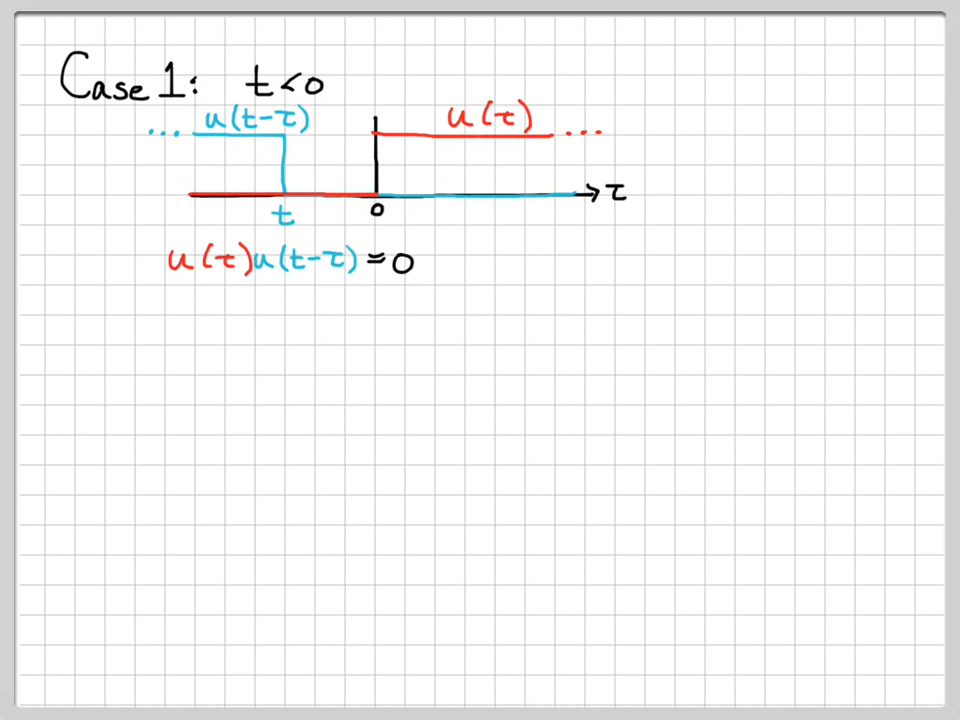 Case 1: t<0
... u(t-τ) u(τ) ...
τ
t 0
u(τ)u(t-τ) = 0